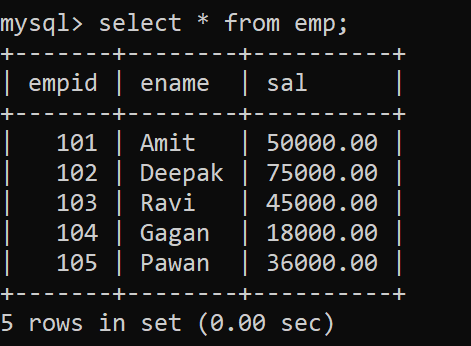 mysql> select * from emp;
+-------+--------+----------+
| empid | ename  | sal      |
+-------+--------+----------+
|   101 | Amit   | 50000.00 |
|   102 | Deepak | 75000.00 |
|   103 | Ravi   | 45000.00 |
|   104 | Gagan  | 18000.00 |
|   105 | Pawan  | 36000.00 |
+-------+--------+----------+
5 rows in set (0.00 sec)